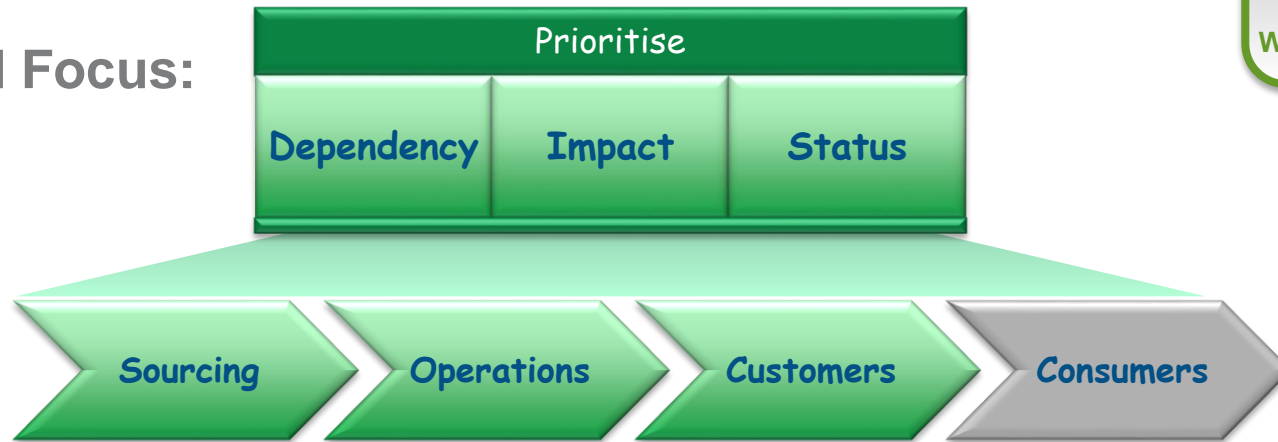 Focus:
Prioritise
Dependency Impact Status
Sourcing Operations Customers Consumers